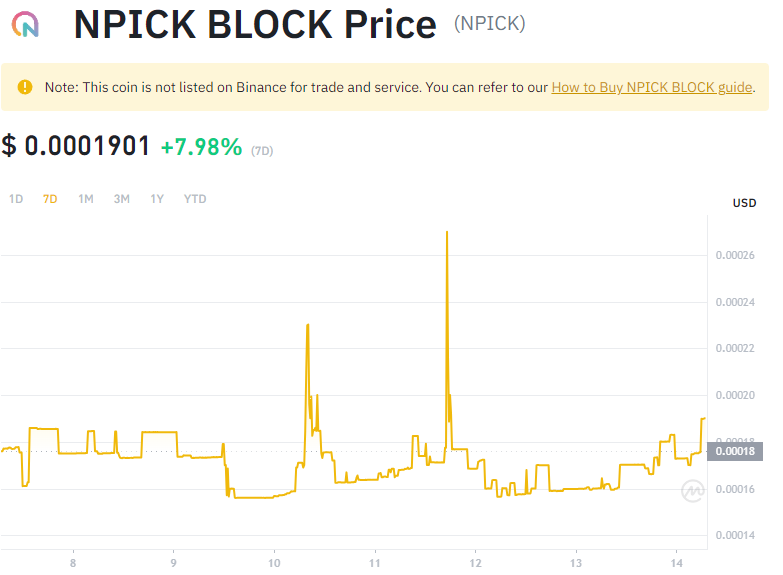 NPICK BLOCK Price (NPICK)
Note: This coin is not listed on Binance for trade and service. You can refer to our How to Buy NPICK BLOCK guide.
$ 0.0001901 +7.98% (7D)
1D 7D 1M 3M 1Y YTD
USD
0.00026
0.00024
0.00022
0.00020
0.00018
0.00018
0.00016
0.00014
8 9 10 11 12 13 14